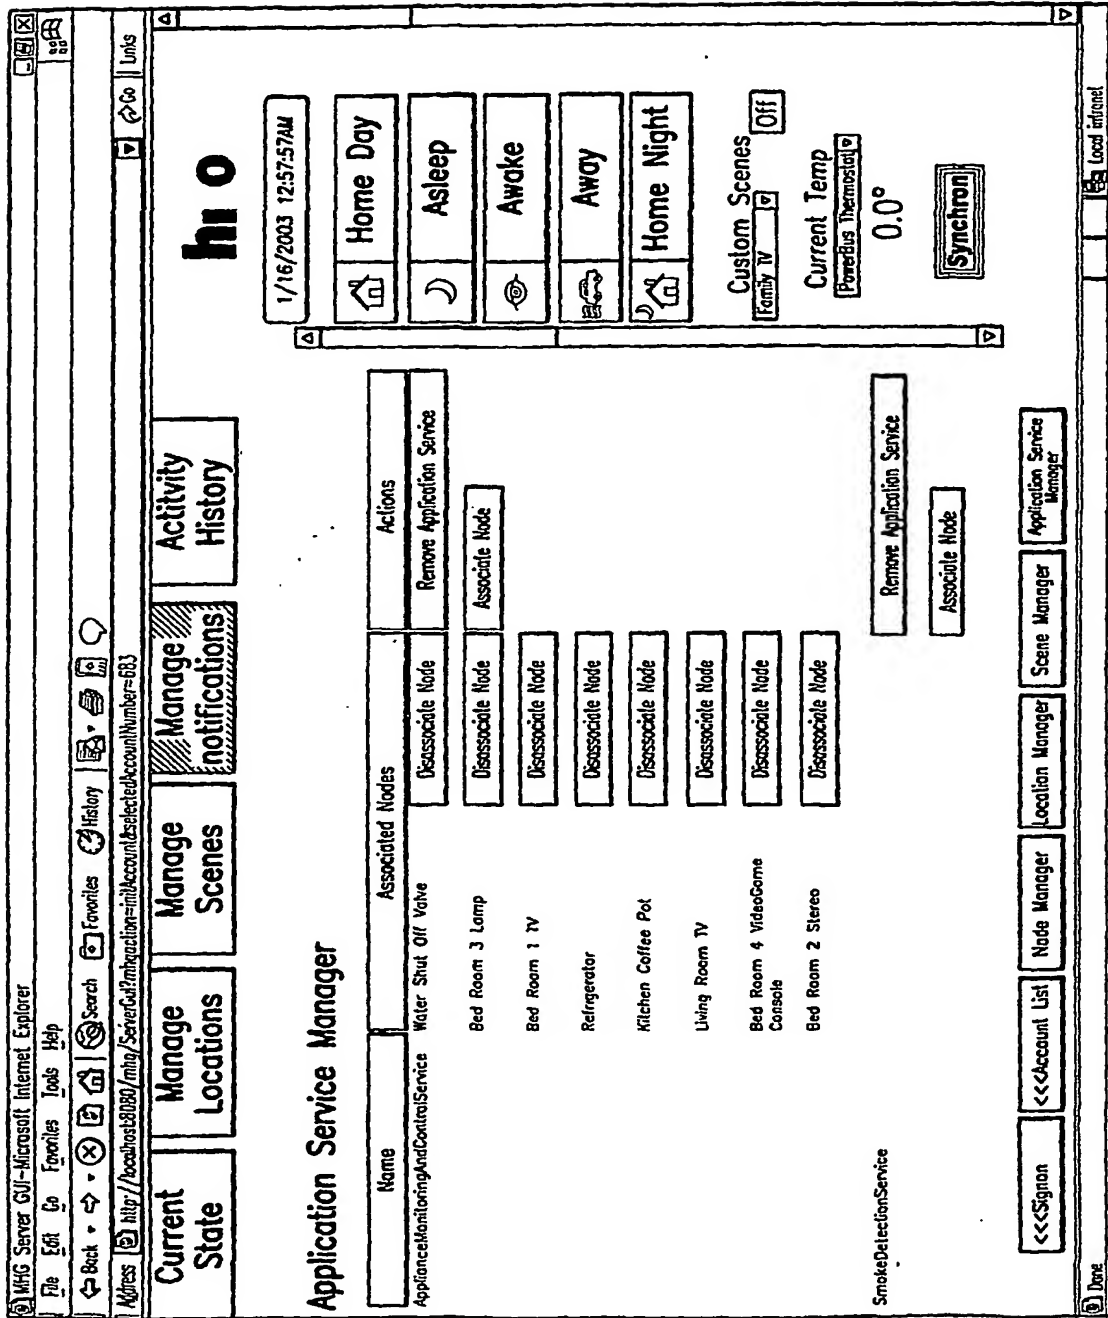 MHG Server GUI-Microsoft Internet Explorer
File Edit Go Favorites Tools Help
Back Search Favorites History
Address http://localhost:8080/mhg/ServerGui?mhgaction=initAccount&selectedAccountNumber=683 Go Links
Current State
Manage Locations
Manage Scenes
Manage notifications
Actitvity History
hi o
1/16/2003 12:57:57AM
Home Day
Asleep
Awake
Away
Home Night
Custom Scenes
Family TV Off
Current Temp
PowerBus Thermostat
0.0°
Synchron
Application Service Manager
Name Associated Nodes Actions
ApplianceMonitoringAndControlService Water Shut Off Valve Disassociate Node Remove Application Service
Bed Room 3 Lamp Disassociate Node Associate Node
Bed Room 1 TV Disassociate Node
Refrigerator Disassociate Node
Kitchen Coffee Pot Disassociate Node
Living Room TV Disassociate Node
Bed Room 4 VideoGame Console Disassociate Node
Bed Room 2 Stereo Disassociate Node
SmokeDetectionService Remove Application Service
Associate Node
<<<Signon <<<Account List Node Manager Location Manager Scene Manager Application Service Manager
Done Local intranet